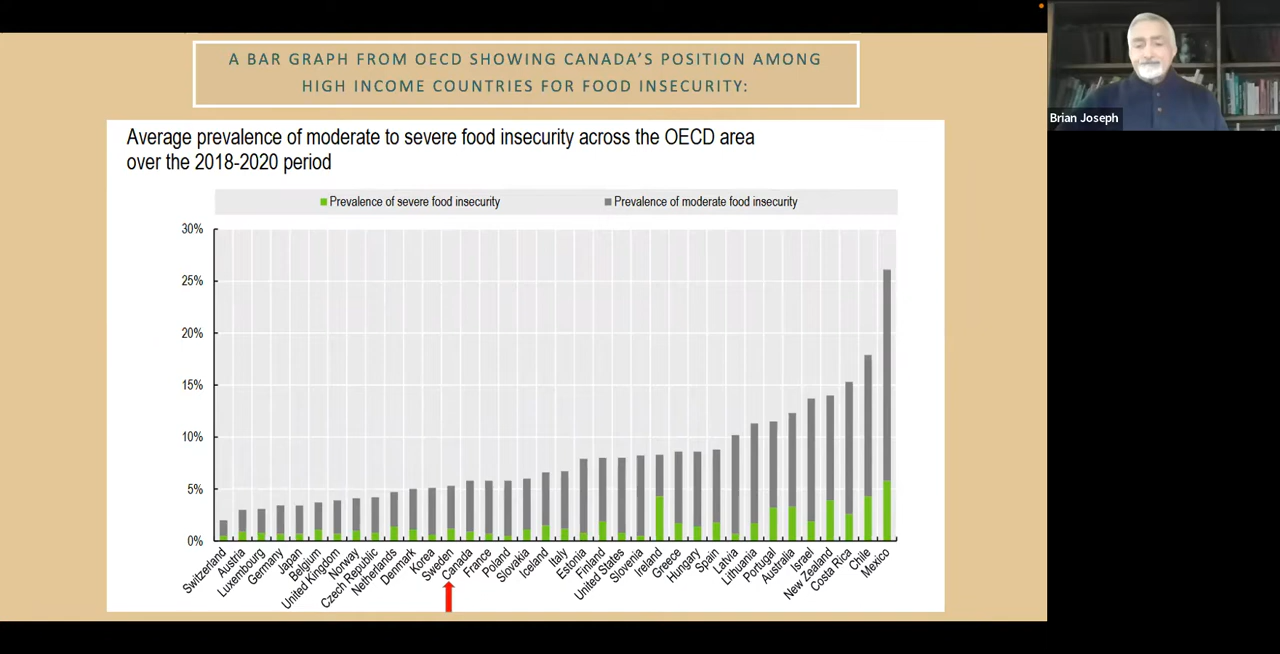 A BAR GRAPH FROM OECD SHOWING CANADA'S POSITION AMONG
HIGH INCOME COUNTRIES FOR FOOD INSECURITY:
Brian Joseph
Average prevalence of moderate to severe food insecurity across the OECD area
over the 2018-2020 period
Prevalence of severe food insecurity
Prevalence of moderate food insecurity
30%
25%
20%
15%
10%
5%
0%
Switzerland
Austria
Luxembourg
Germany
Japan
Belgium
United Kingdom
Norway
Czech Republic
Netherlands
Denmark
Korea
Sweden
Canada
France
Poland
Slovakia
Iceland
Italy
Estonia
Finland
United States
Slovenia
Ireland
Greece
Hungary
Spain
Latvia
Lithuania
Portugal
Australia
Israel
New Zealand
Costa Rica
Chile
Mexico